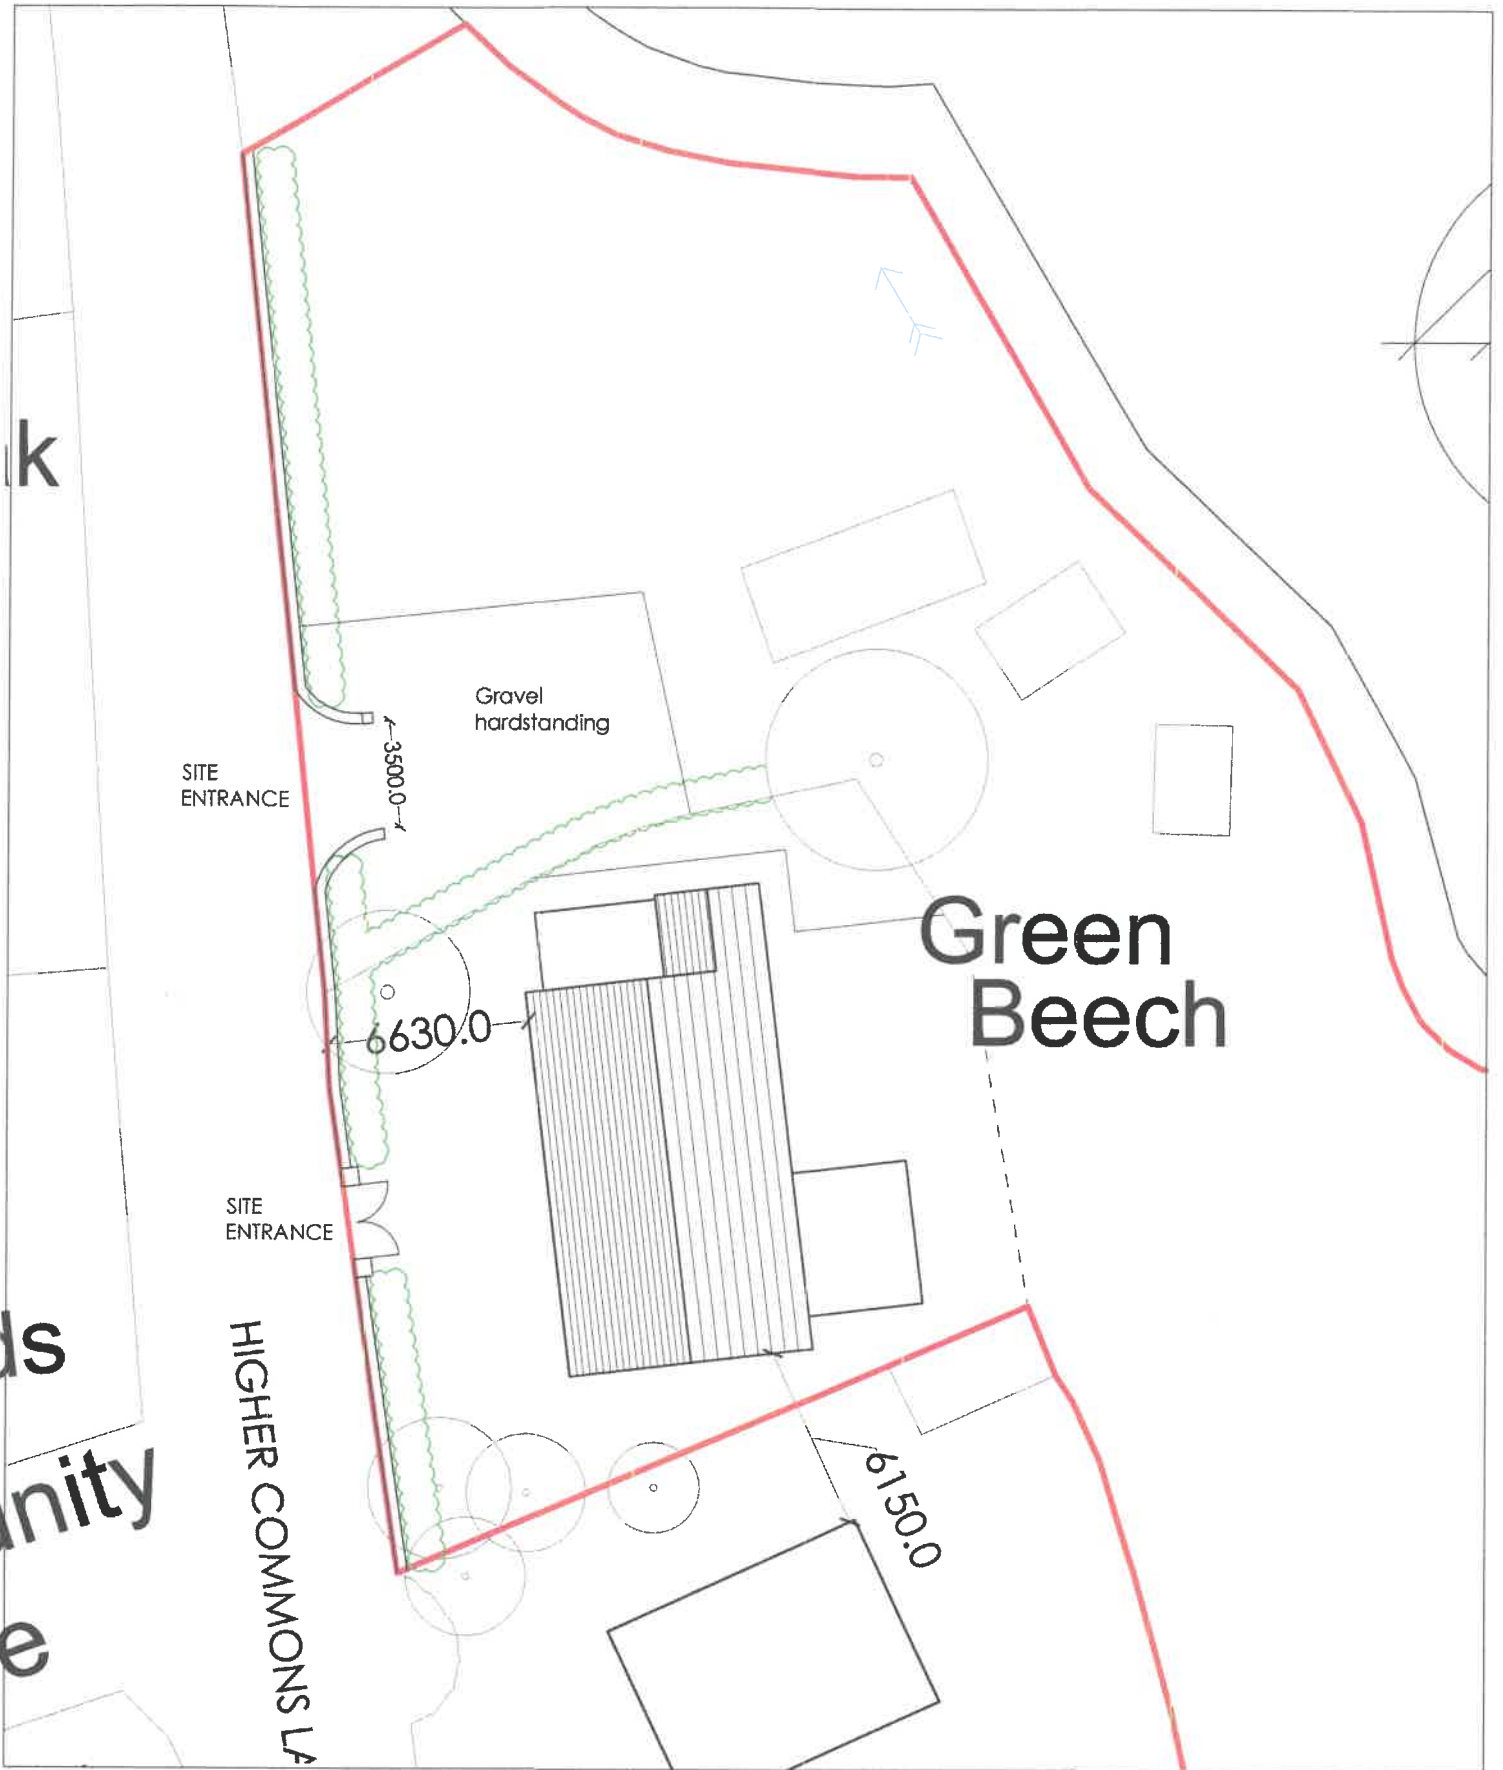 k
Gravel
hardstanding
3500.0
SITE
ENTRANCE
Green
Beech
6630.0
SITE
ENTRANCE
ds
HIGHER COMMONS LA
6150.0
nity
e